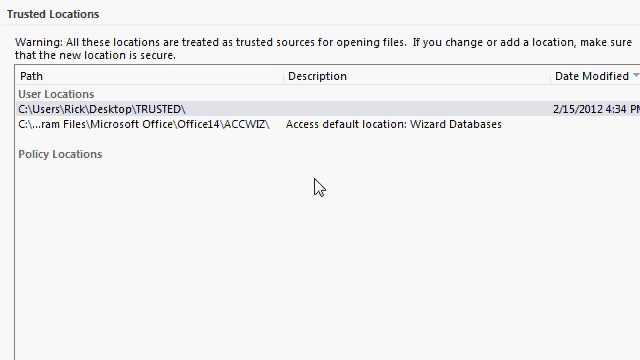 Trusted Locations
Warning: All these locations are treated as trusted sources for opening files.  If you change or add a location, make sure
that the new location is secure.
Path Description Date Modified
User Locations
C:\Users\Rick\Desktop\TRUSTED\ 2/15/2012 4:34 PM
C:\...ram Files\Microsoft Office\Office14\ACCWIZ\ Access default location: Wizard Databases
Policy Locations